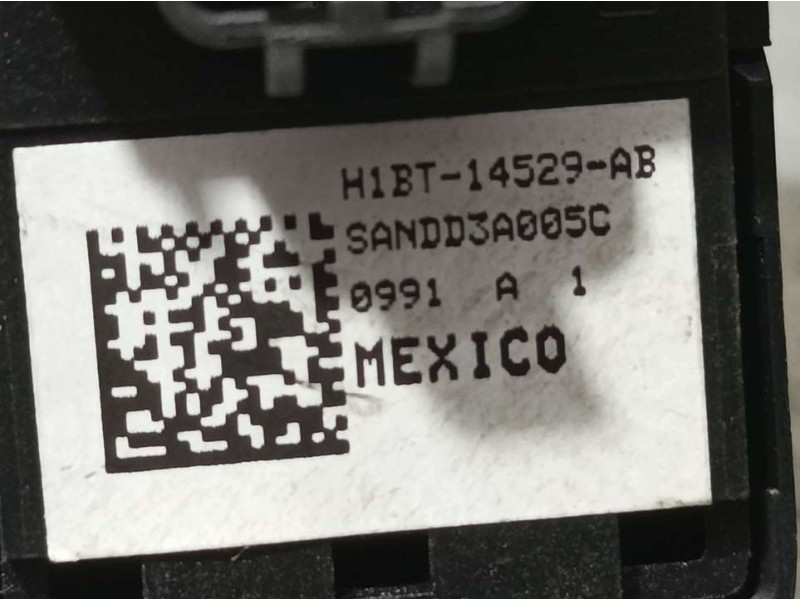 H1BT-14529-AB
SANDD3A005C
0991 A 1
MEXICO